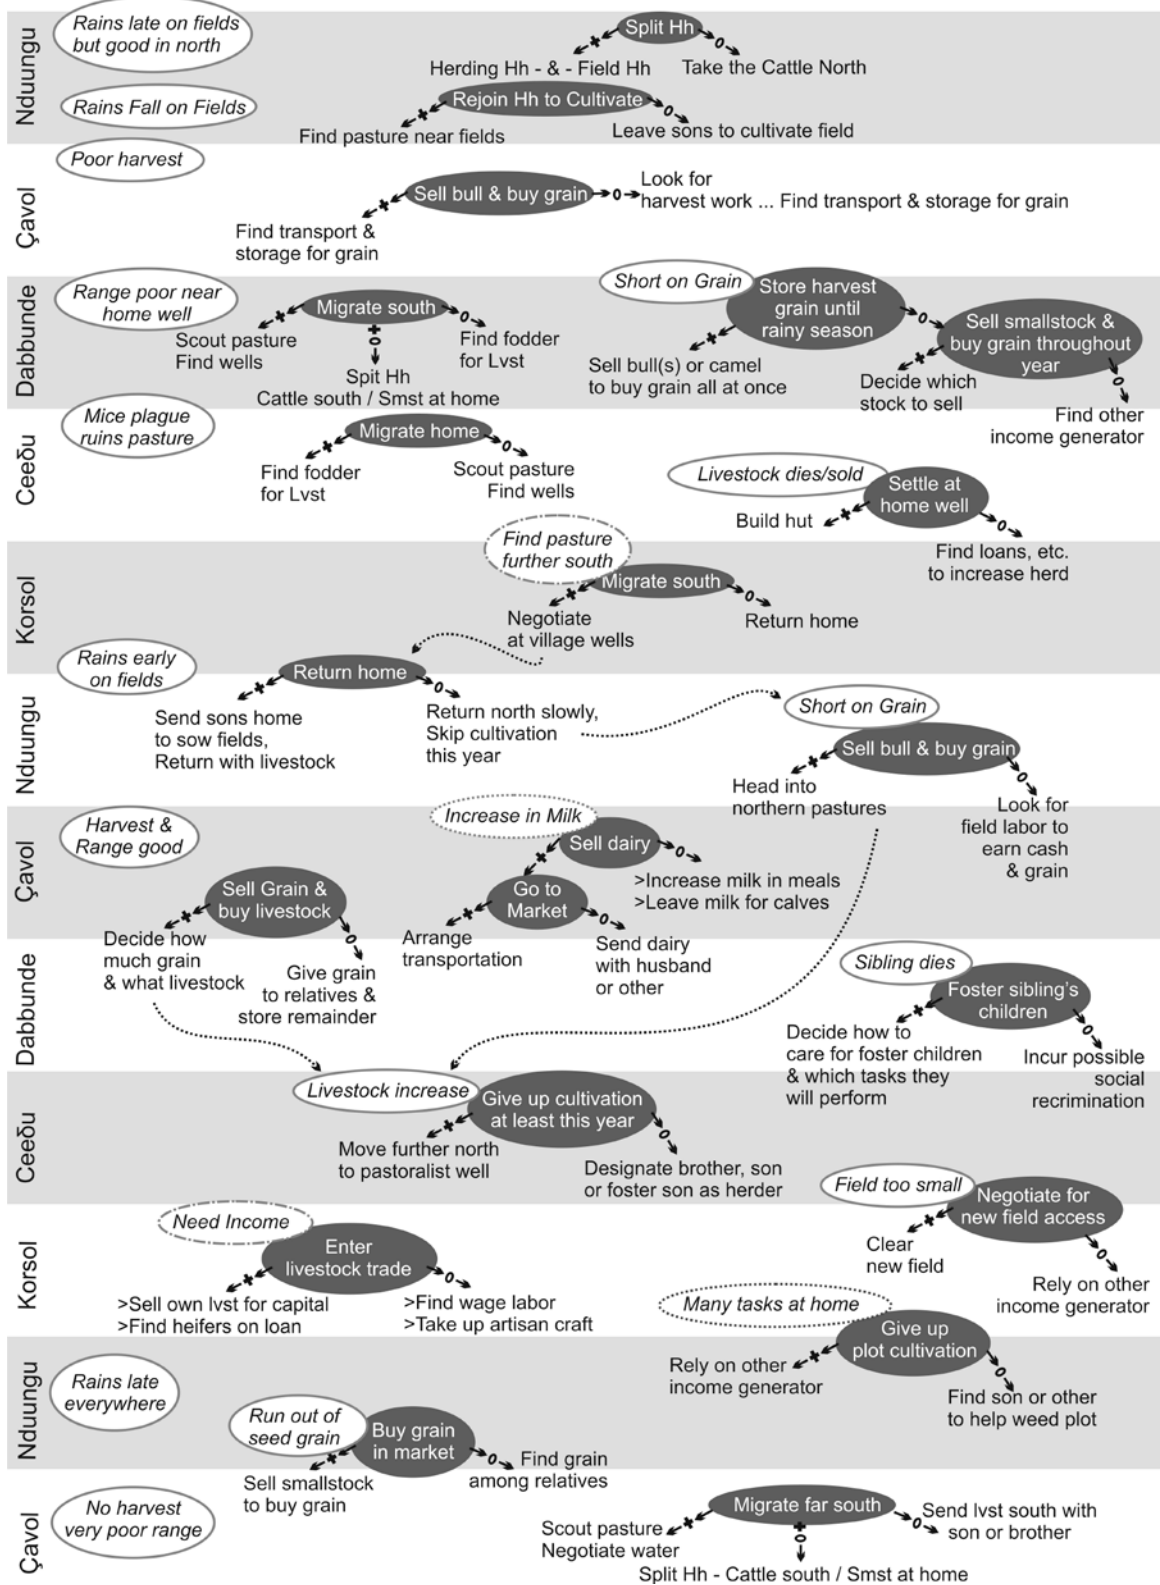 Nduungu
Rains late on fields
but good in north
Split Hh
Herding Hh - & - Field Hh
Take the Cattle North
Rains Fall on Fields
Rejoin Hh to Cultivate
Find pasture near fields
Leave sons to cultivate field
Çavol
Poor harvest
Sell bull & buy grain
Look for
harvest work ... Find transport & storage for grain
Find transport &
storage for grain
Dabbunde
Range poor near
home well
Migrate south
Scout pasture
Find wells
Find fodder
for Lvst
Spit Hh
Cattle south / Smst at home
Short on Grain
Store harvest
grain until
rainy season
Sell bull(s) or camel
to buy grain all at once
Sell smallstock &
buy grain throughout
year
Decide which
stock to sell
Find other
income generator
Ceeðu
Mice plague
ruins pasture
Migrate home
Find fodder
for Lvst
Scout pasture
Find wells
Livestock dies/sold
Settle at
home well
Build hut
Find loans, etc.
to increase herd
Korsol
Find pasture
further south
Migrate south
Negotiate
at village wells
Return home
Nduungu
Rains early
on fields
Return home
Send sons home
to sow fields,
Return with livestock
Return north slowly,
Skip cultivation
this year
Short on Grain
Sell bull & buy grain
Head into
northern pastures
Look for
field labor to
earn cash
& grain
Çavol
Harvest &
Range good
Sell Grain &
buy livestock
Decide how
much grain
& what livestock
Give grain
to relatives &
store remainder
Increase in Milk
Sell dairy
>Increase milk in meals
>Leave milk for calves
Go to
Market
Arrange
transportation
Send dairy
with husband
or other
Dabbunde
Sibling dies
Foster sibling's
children
Decide how to
care for foster children
& which tasks they
will perform
Incur possible
social
recrimination
Ceeðu
Livestock increase
Give up cultivation
at least this year
Move further north
to pastoralist well
Designate brother, son
or foster son as herder
Field too small
Negotiate for
new field access
Clear
new field
Rely on other
income generator
Korsol
Need Income
Enter
livestock trade
>Sell own lvst for capital
>Find heifers on loan
>Find wage labor
>Take up artisan craft
Many tasks at home
Give up
plot cultivation
Rely on other
income generator
Find son or other
to help weed plot
Nduungu
Rains late
everywhere
Run out of
seed grain
Buy grain
in market
Sell smallstock
to buy grain
Find grain
among relatives
Çavol
No harvest
very poor range
Migrate far south
Scout pasture
Negotiate water
Send lvst south with
son or brother
Split Hh - Cattle south / Smst at home